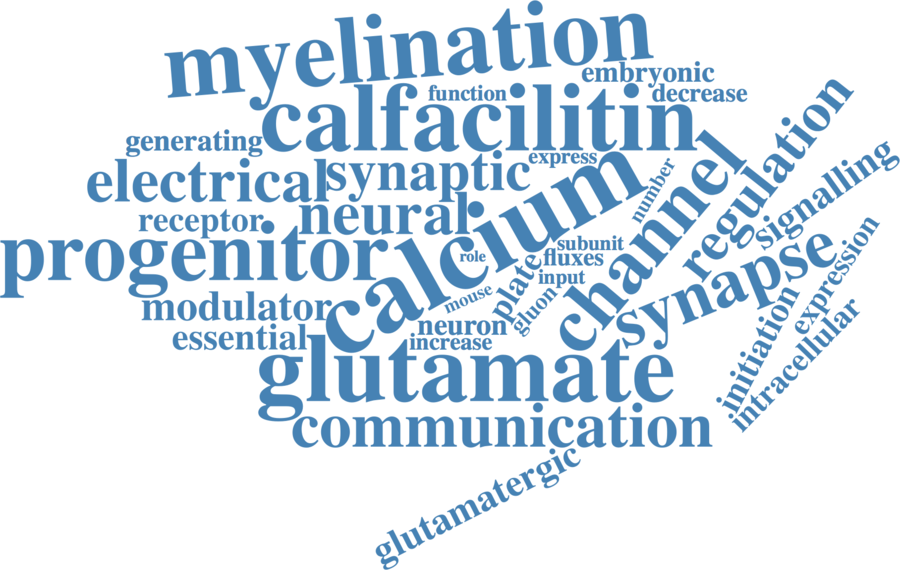 myelination
embryonic
function
decrease
calfacilitin
generating
express
electrical
synaptic
number
regulation
signalling
receptor
neural
calcium
channel
progenitor
role
subunit
fluxes
plate
input
synapse
expression
modulator
mouse
gluon
neuron
initiation
essential
increase
intracellular
glutamate
communication
glutamatergic